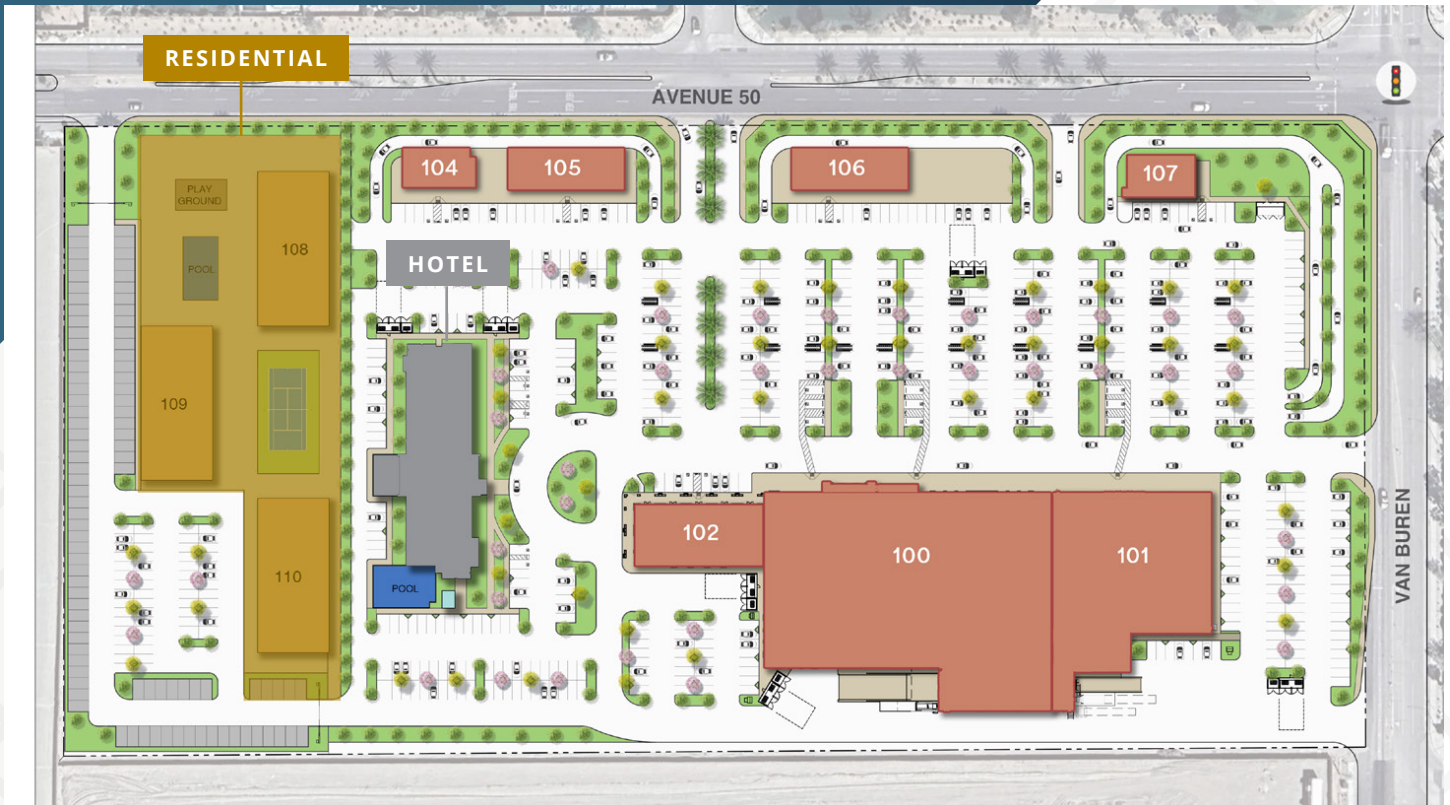 RESIDENTIAL
AVENUE 50
104
105
106
107
PLAY
GROUND
108
POOL
HOTEL
109
102
100
101
110
POOL
VAN BUREN